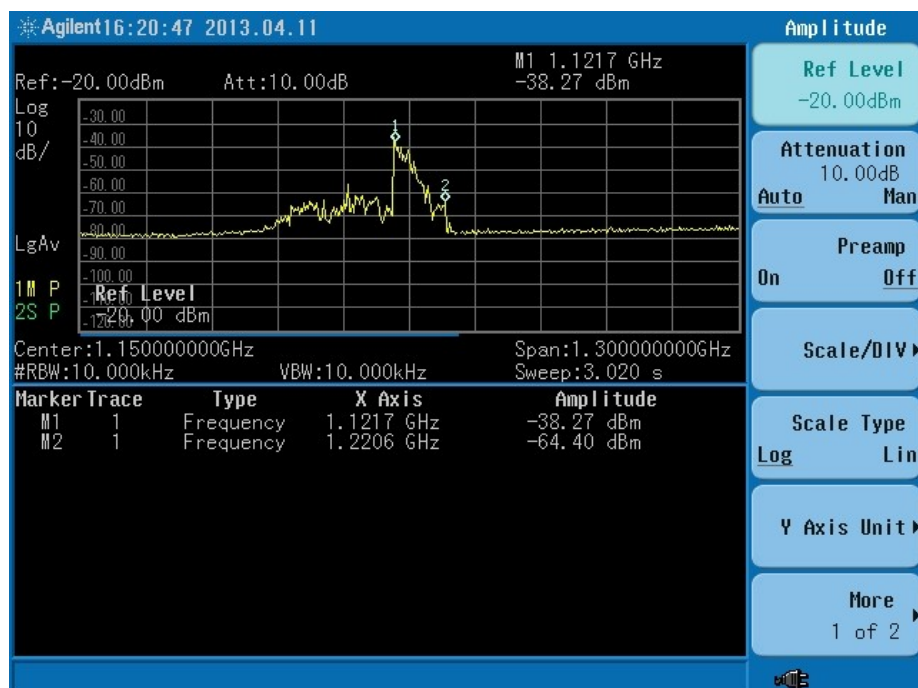 Agilent 16:20:47 2013.04.11
Amplitude
Ref:-20.00dBm Att:10.00dB
M1 1.1217 GHz
-38.27 dBm
Log
10
dB/
LgAv
1M P
2S P
-30.00
-40.00
-50.00
-60.00
-70.00
-80.00
-90.00
-100.00
1
2
Ref Level
-20.00 dBm
Center:1.150000000GHz Span:1.300000000GHz
#RBW:10.000kHz VBW:10.000kHz Sweep:3.020 s
Marker Trace Type X Axis Amplitude
M1 1 Frequency 1.1217 GHz -38.27 dBm
M2 1 Frequency 1.2206 GHz -64.40 dBm
Ref Level
-20.00dBm
Attenuation
10.00dB
Auto Man
Preamp
On Off
Scale/DIV
Scale Type
Log Lin
Y Axis Unit
More
1 of 2